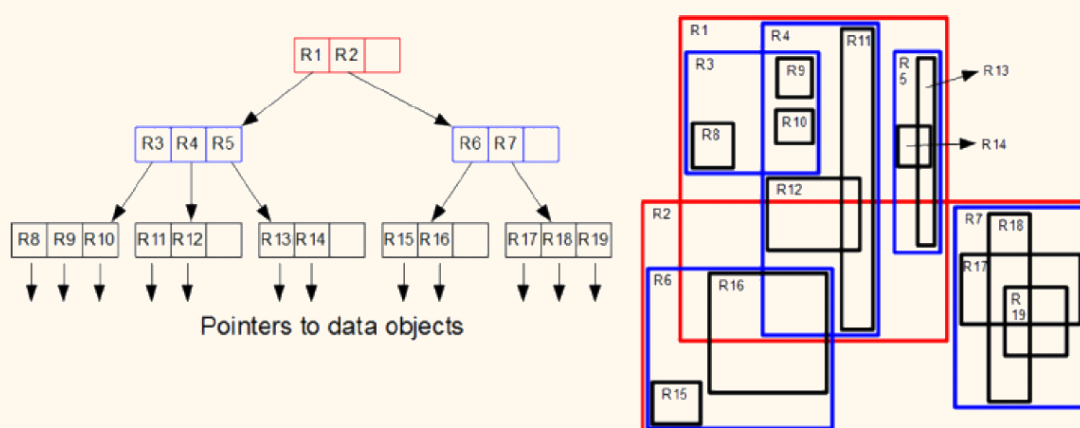 R1 R2
R3 R4 R5
R6 R7
R8 R9 R10
R11 R12
R13 R14
R15 R16
R17 R18 R19
Pointers to data objects
R1
R4
R11
R3
R9
R
5
R13
R8
R10
R14
R12
R2
R7
R18
R17
R6
R16
R
19
R15